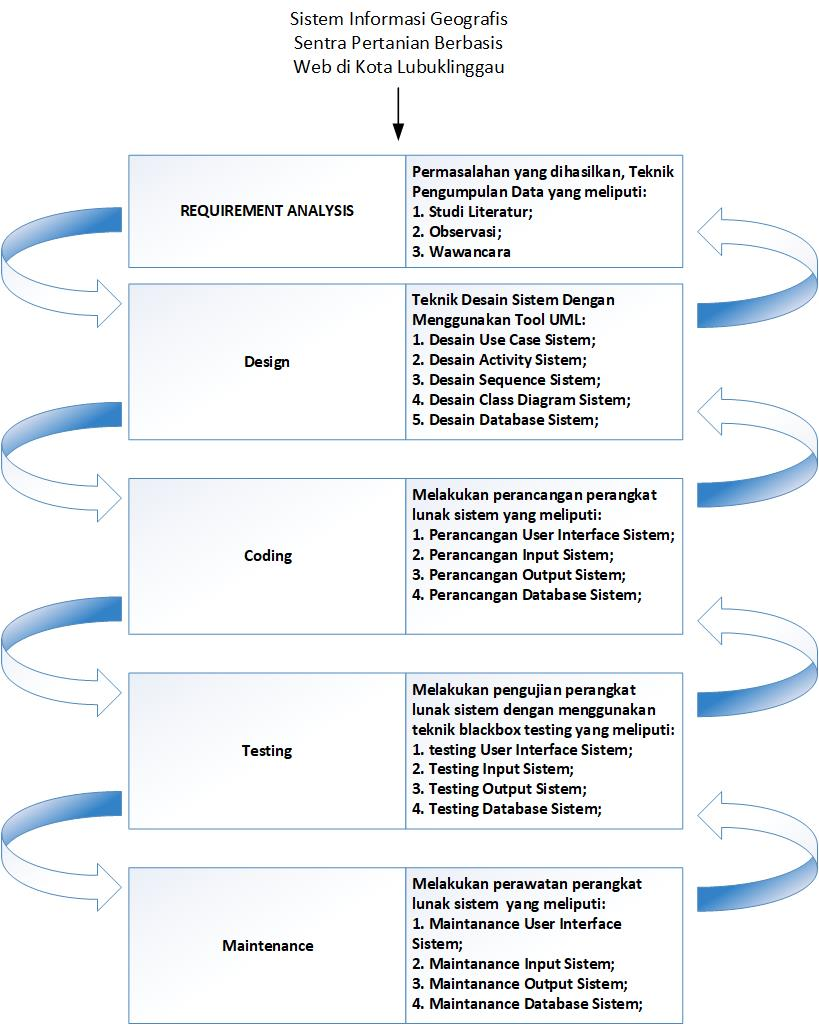 Sistem Informasi Geografis
Sentra Pertanian Berbasis
Web di Kota Lubuklinggau
REQUIREMENT ANALYSIS
Permasalahan yang dihasilkan, Teknik
Pengumpulan Data yang meliputi:
1. Studi Literatur;
2. Observasi;
3. Wawancara
Design
Teknik Desain Sistem Dengan
Menggunakan Tool UML:
1. Desain Use Case Sistem;
2. Desain Activity Sistem;
3. Desain Sequence Sistem;
4. Desain Class Diagram Sistem;
5. Desain Database Sistem;
Coding
Melakukan perancangan perangkat
lunak sistem yang meliputi:
1. Perancangan User Interface Sistem;
2. Perancangan Input Sistem;
3. Perancangan Output Sistem;
4. Perancangan Database Sistem;
Testing
Melakukan pengujian perangkat
lunak sistem dengan menggunakan
teknik blackbox testing yang meliputi:
1. testing User Interface Sistem;
2. Testing Input Sistem;
3. Testing Output Sistem;
4. Testing Database Sistem;
Maintenance
Melakukan perawatan perangkat
lunak sistem  yang meliputi:
1. Maintanance User Interface
Sistem;
2. Maintanance Input Sistem;
3. Maintanance Output Sistem;
4. Maintanance Database Sistem;